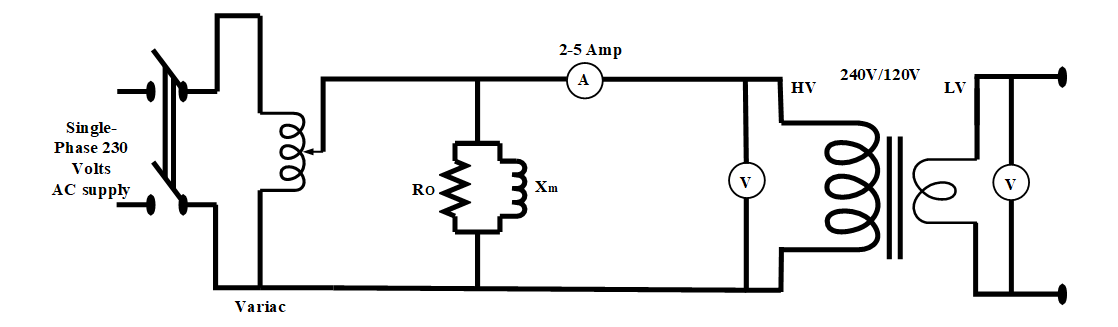 2-5 Amp
A
HV
240V/120V
LV
Single-
Phase 230
Volts
AC supply
RO
Xm
V
V
Variac